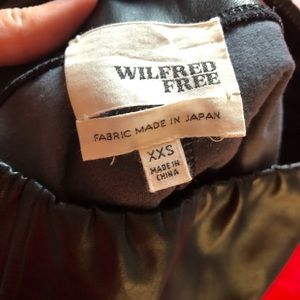 WILFRED
FREE
FABRIC MADE IN JAPAN
XXS
MADE IN
CHINA